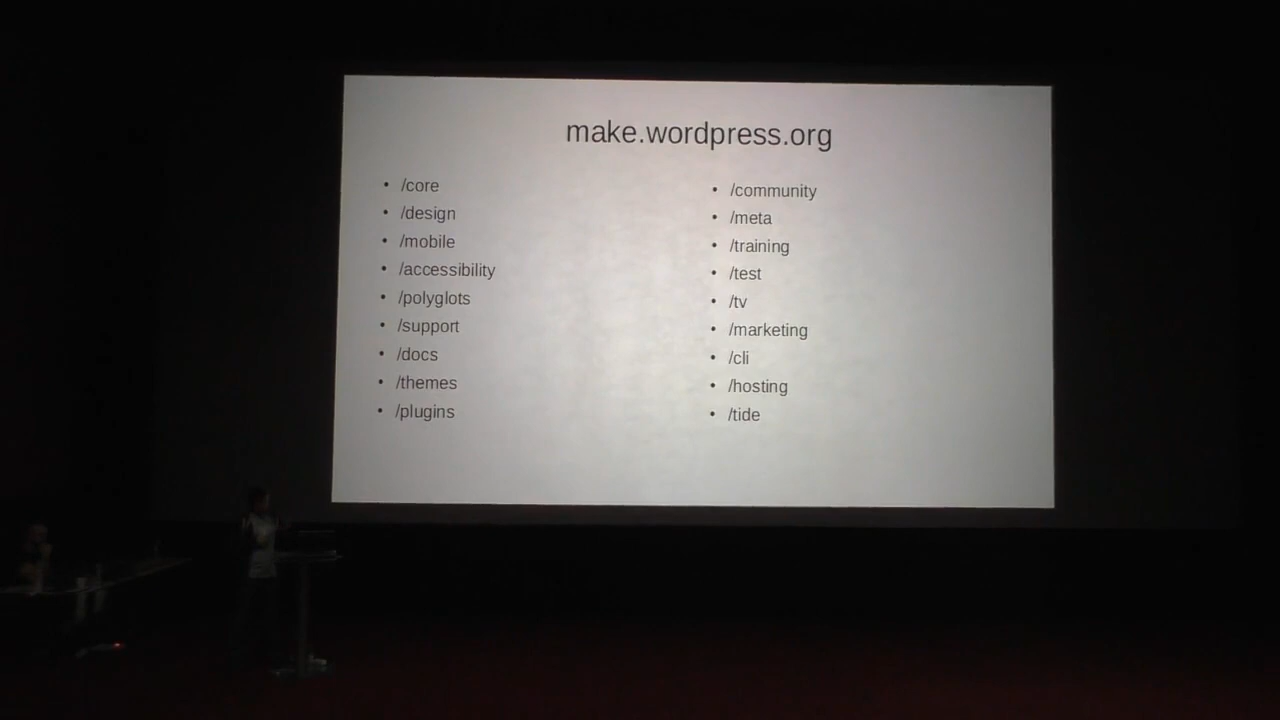 make.wordpress.org
• /core
• /design
• /mobile
• /accessibility
• /polyglots
• /support
• /docs
• /themes
• /plugins
• /community
• /meta
• /training
• /test
• /tv
• /marketing
• /cli
• /hosting
• /tide